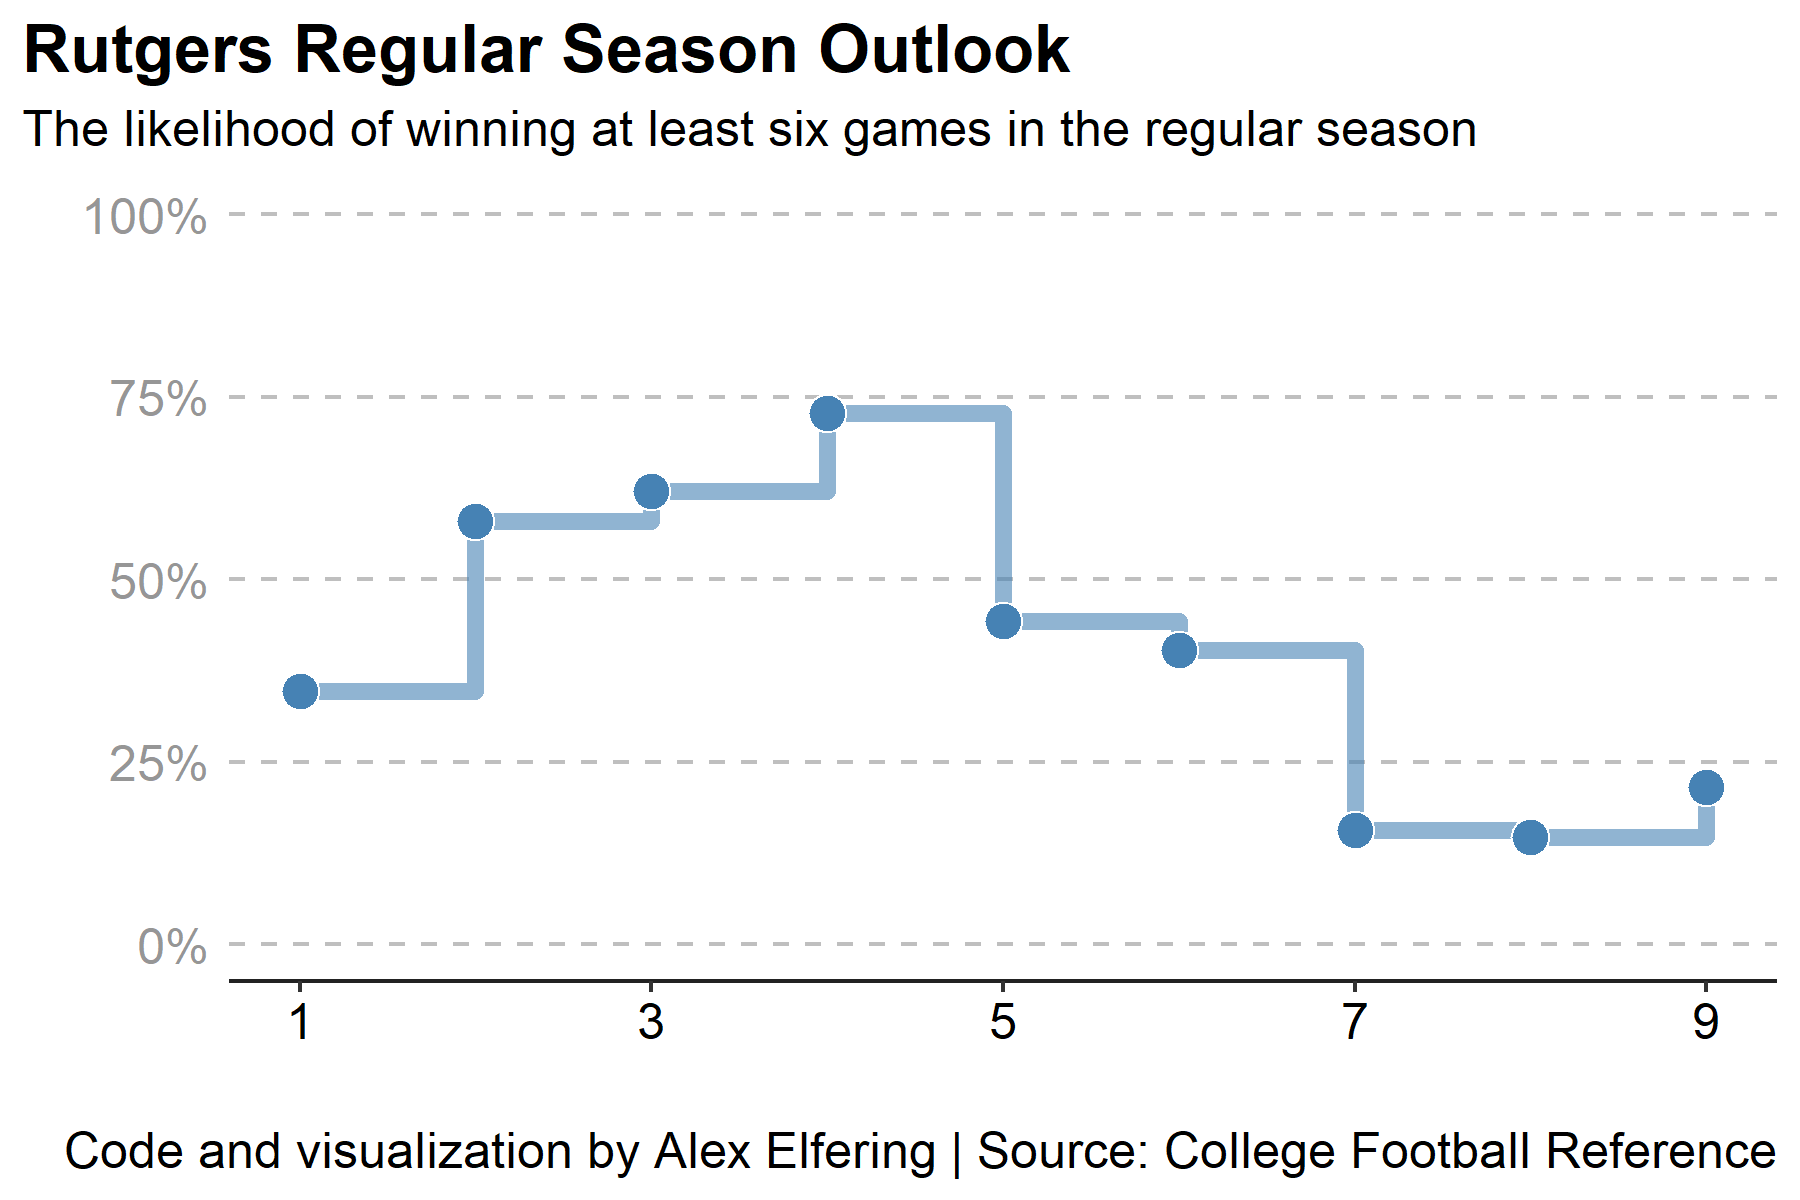 Rutgers Regular Season Outlook
The likelihood of winning at least six games in the regular season
100%
75%
50%
25%
0%
1 3 5 7 9
Code and visualization by Alex Elfering | Source: College Football Reference